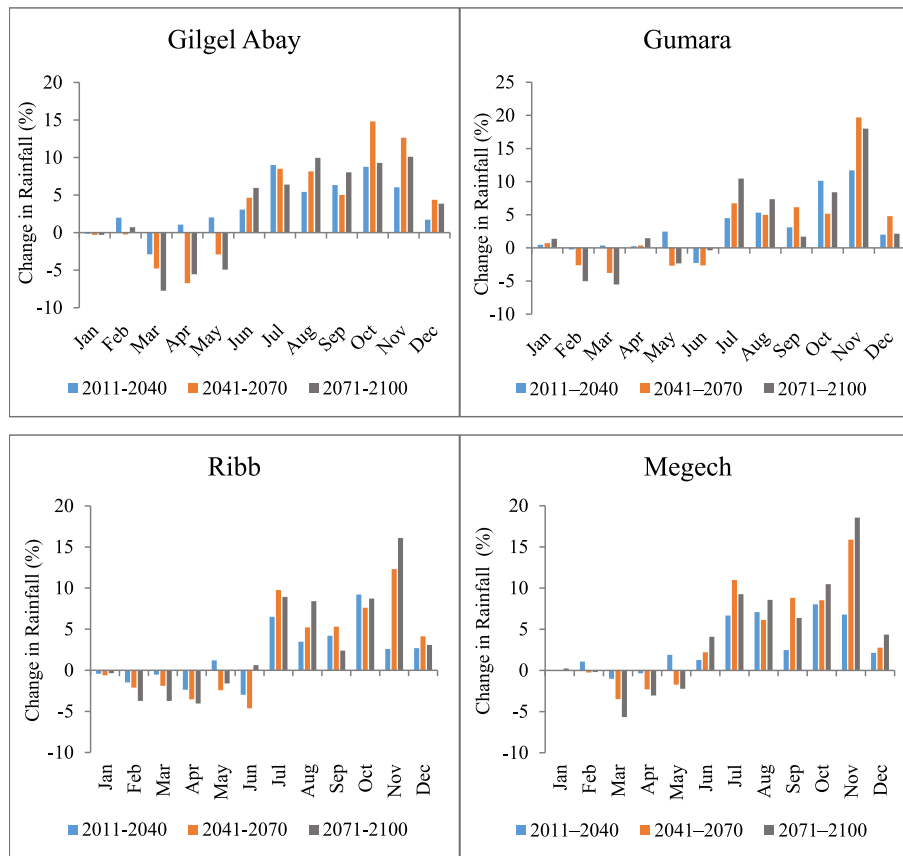 Gilgel Abay
Change in Rainfall (%)
20
15
10
5
0
-5
-10
Jan Feb Mar Apr May Jun Jul Aug Sep Oct Nov Dec
2011-2040 2041-2070 2071-2100
Gumara
Change in Rainfall (%)
25
20
15
10
5
0
-5
-10
Jan Feb Mar Apr May Jun Jul Aug Sep Oct Nov Dec
2011–2040 2041–2070 2071–2100
Ribb
Change in Rainfall (%)
20
15
10
5
0
-5
-10
Jan Feb Mar Apr May Jun Jul Aug Sep Oct Nov Dec
2011-2040 2041-2070 2071-2100
Megech
Change in Rainfall (%)
20
15
10
5
0
-5
-10
Jan Feb Mar Apr May Jun Jul Aug Sep Oct Nov Dec
2011–2040 2041–2070 2071–2100